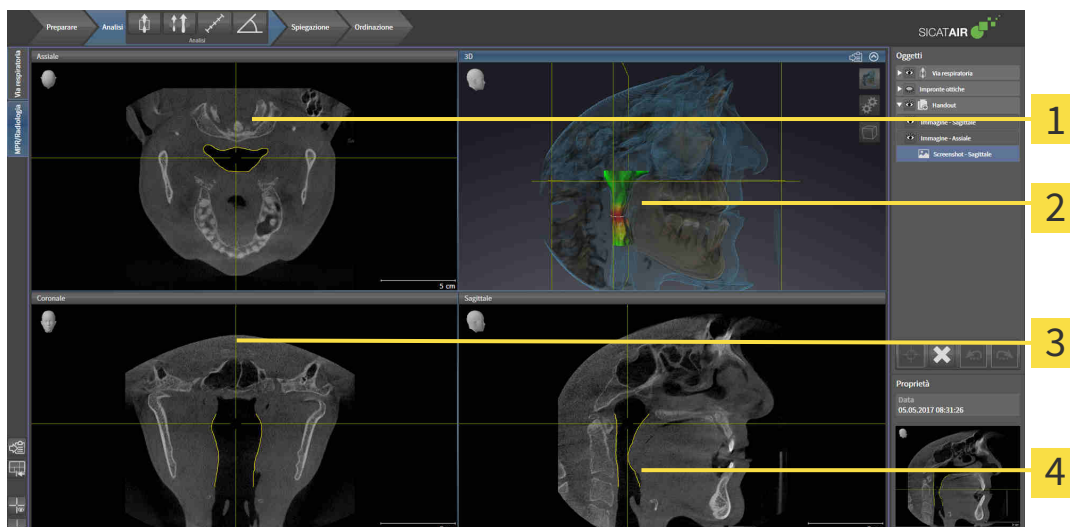 Preparare
Analisi
Analisi
Spiegazione
Ordinazione
SICATAIR
Via respiratoria
MPR/Radiologia
Assiale
5 cm
3D
Coronale
Sagittale
Oggetti
Via respiratoria
Impronte ottiche
Handout
Immagine - Sagittale
Immagine - Assiale
Screenshot - Sagittale
Proprietà
Data
05.05.2017 08:31:26
1
2
3
4